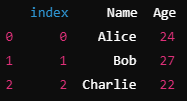 index Name Age
0 0 Alice 24
1 1 Bob 27
2 2 Charlie 22